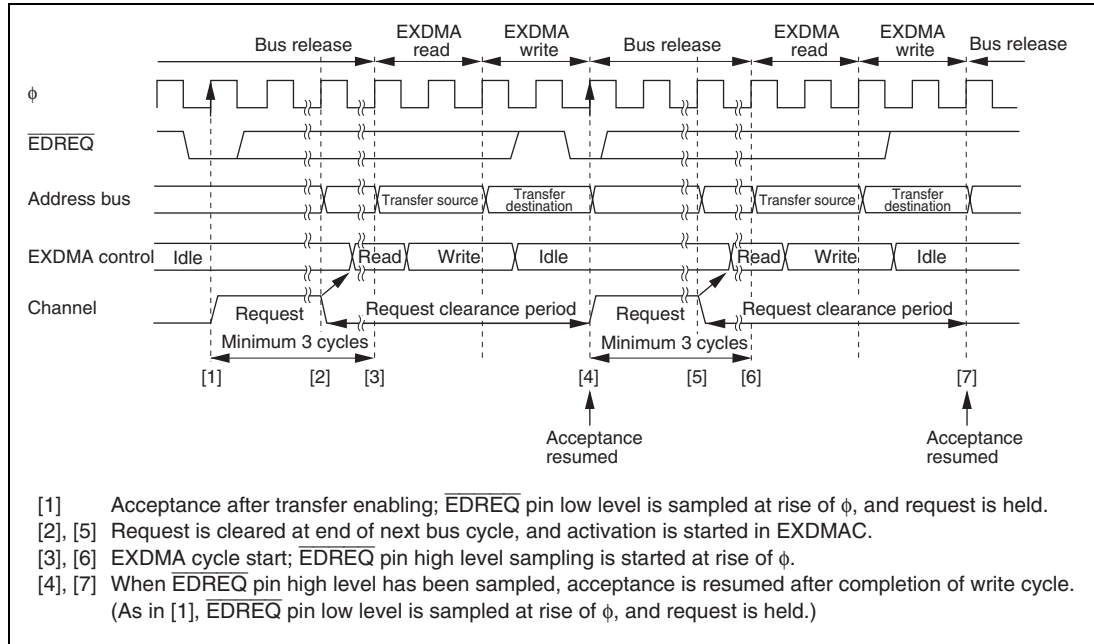 Bus release EXDMA read EXDMA write Bus release EXDMA read EXDMA write Bus release
ϕ
EDREQ
Address bus Transfer source Transfer destination Transfer source Transfer destination
EXDMA control Idle Read Write Idle Read Write Idle
Channel Request Request clearance period Request Request clearance period
Minimum 3 cycles Minimum 3 cycles
[1] [2] [3] [4] [5] [6] [7]
Acceptance resumed Acceptance resumed
[1] Acceptance after transfer enabling; EDREQ pin low level is sampled at rise of ϕ, and request is held.
[2], [5] Request is cleared at end of next bus cycle, and activation is started in EXDMAC.
[3], [6] EXDMA cycle start; EDREQ pin high level sampling is started at rise of ϕ.
[4], [7] When EDREQ pin high level has been sampled, acceptance is resumed after completion of write cycle.
(As in [1], EDREQ pin low level is sampled at rise of ϕ, and request is held.)